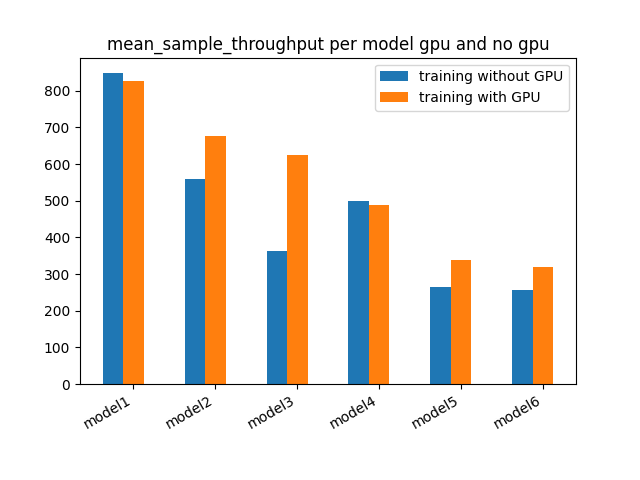 mean_sample_throughput per model gpu and no gpu
training without GPU
training with GPU
800
700
600
500
400
300
200
100
0
model1
model2
model3
model4
model5
model6